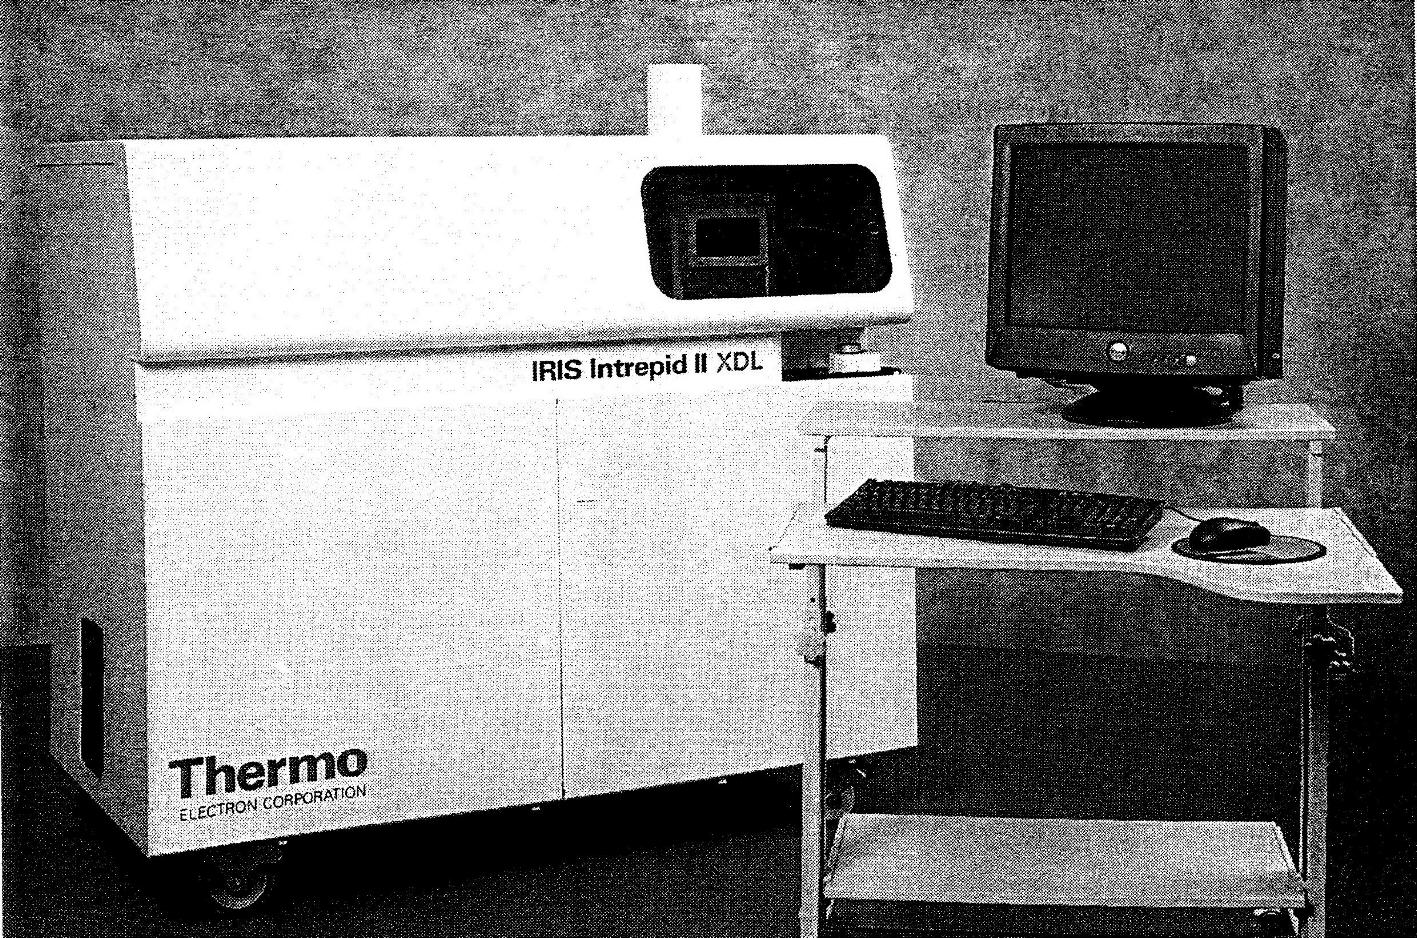 IRIS Intrepid II XDL
Thermo
ELECTRON CORPORATION